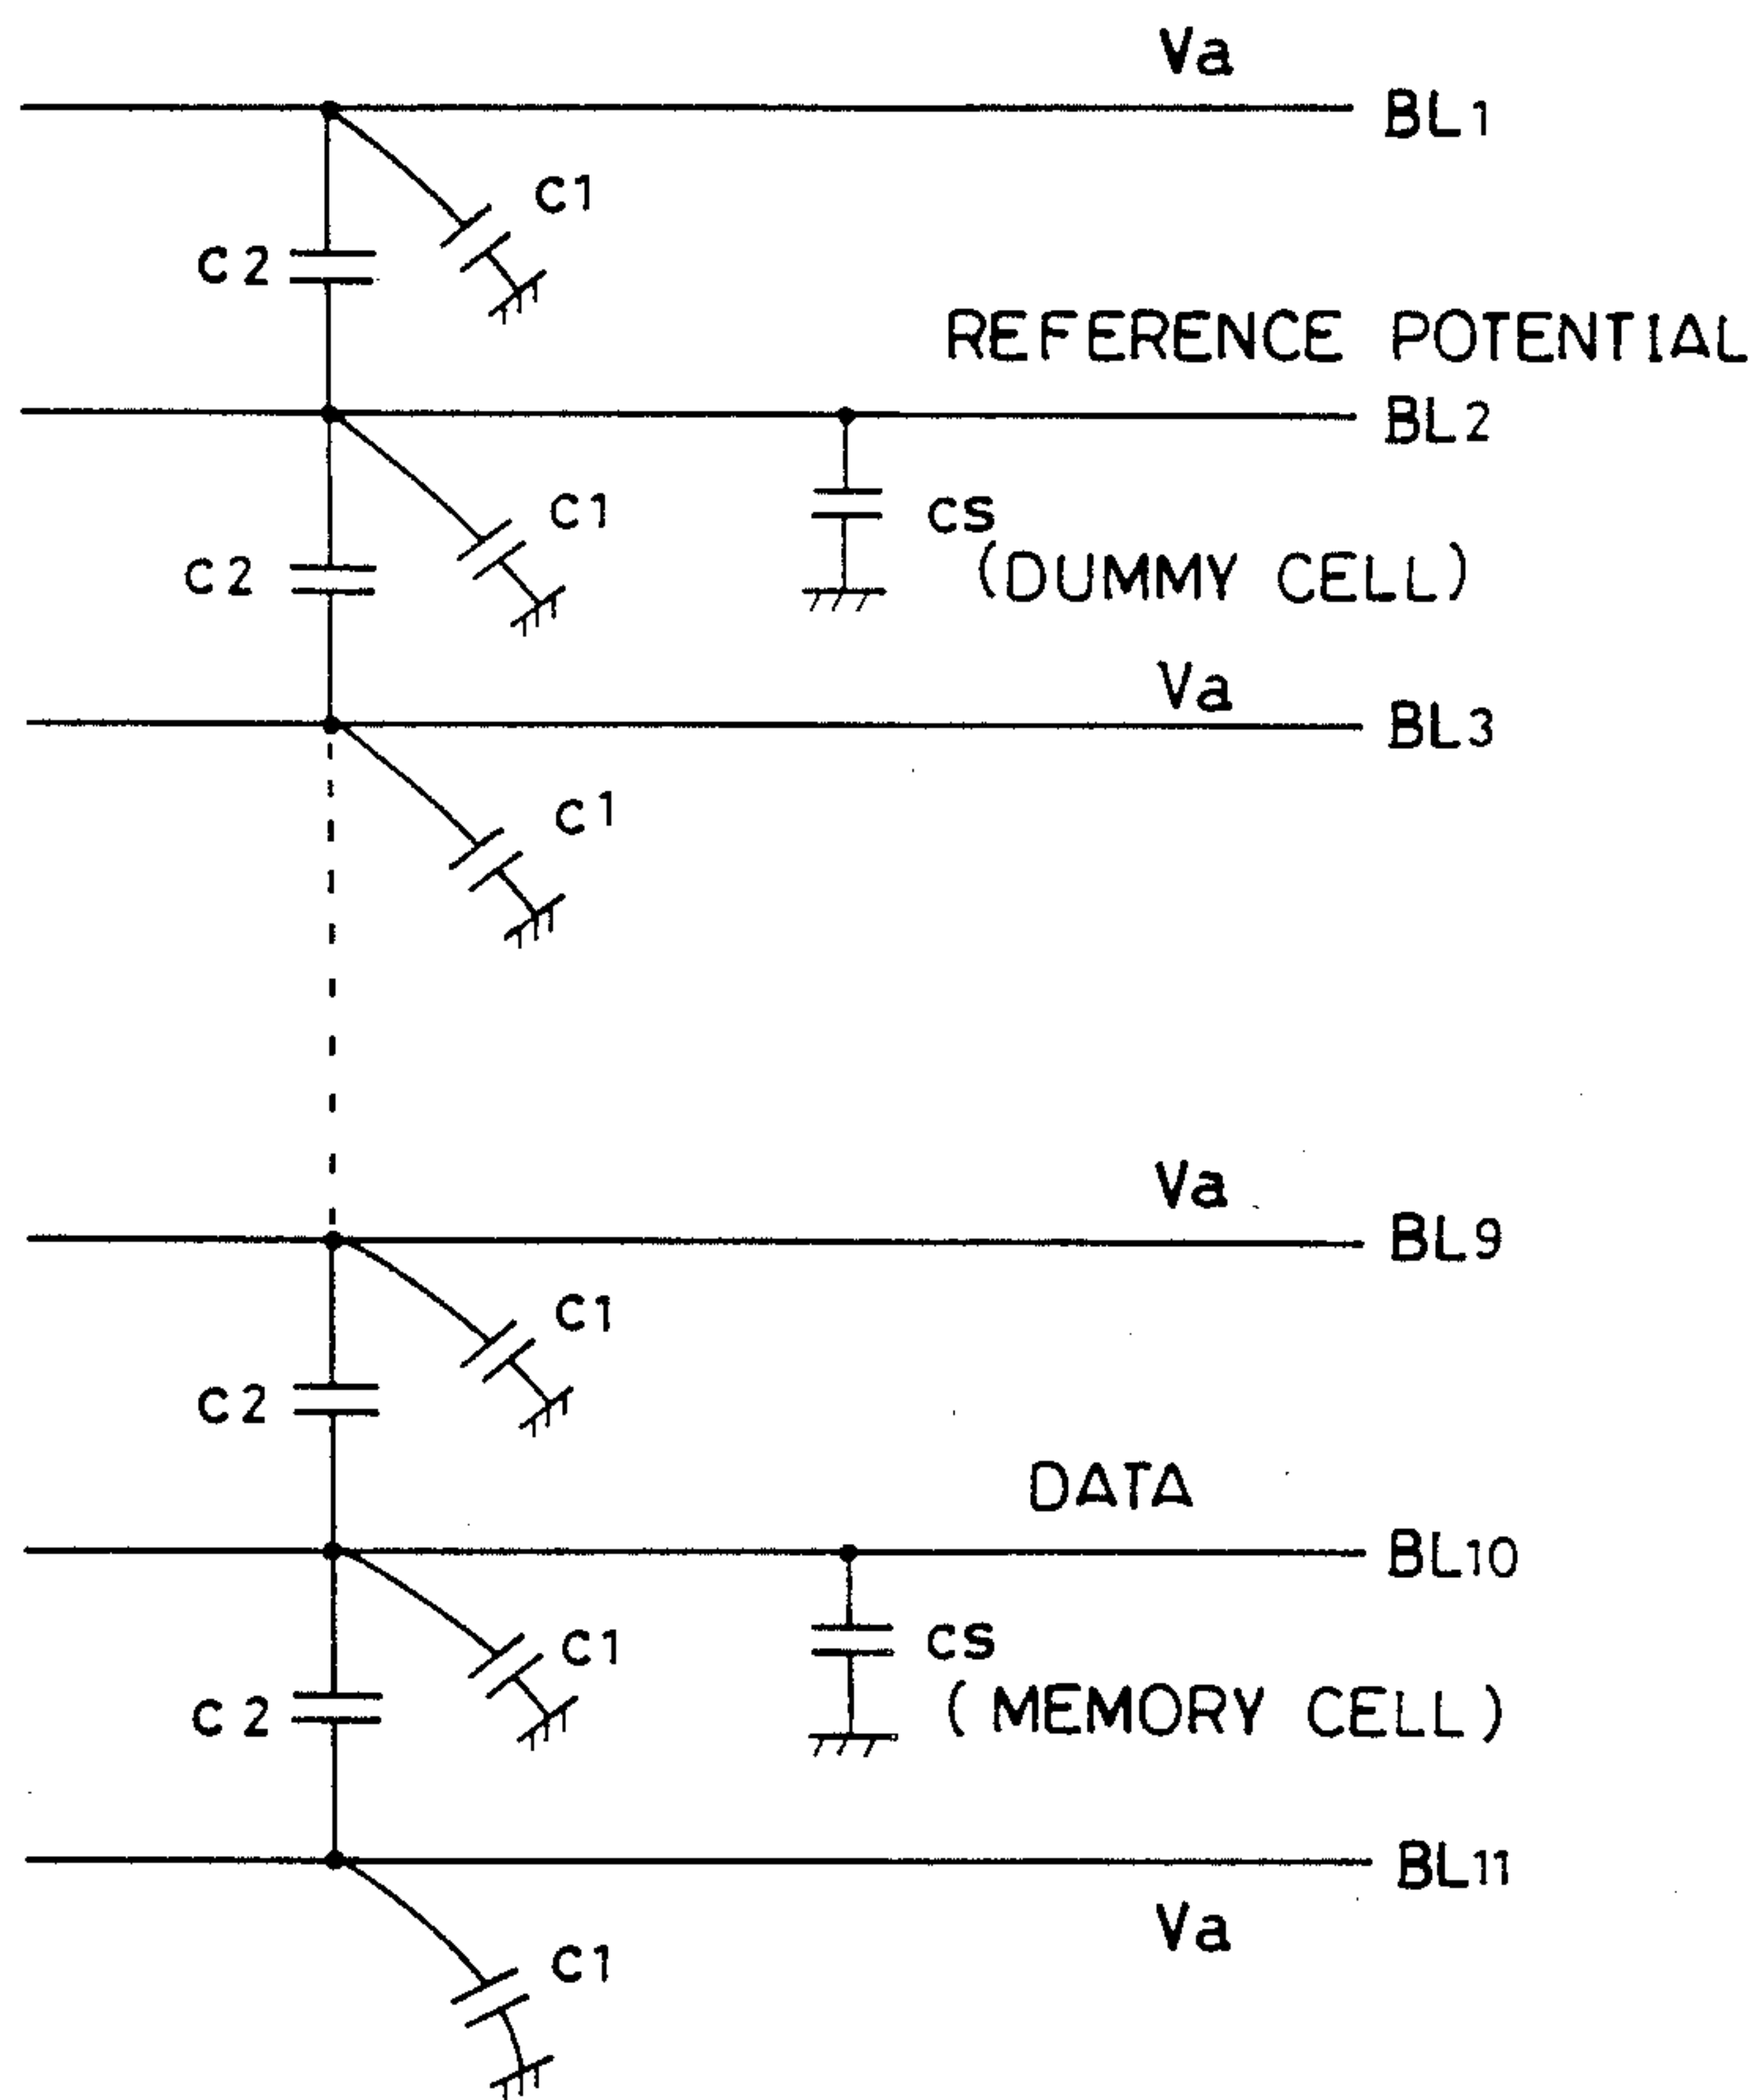 Va
BL1
C1
C2
REFERENCE POTENTIAL
BL2
C1
CS
C2
(DUMMY CELL)
Va
BL3
C1
Va
BL9
C1
C2
DATA
BL10
C1
CS
C2
(MEMORY CELL)
BL11
Va
C1